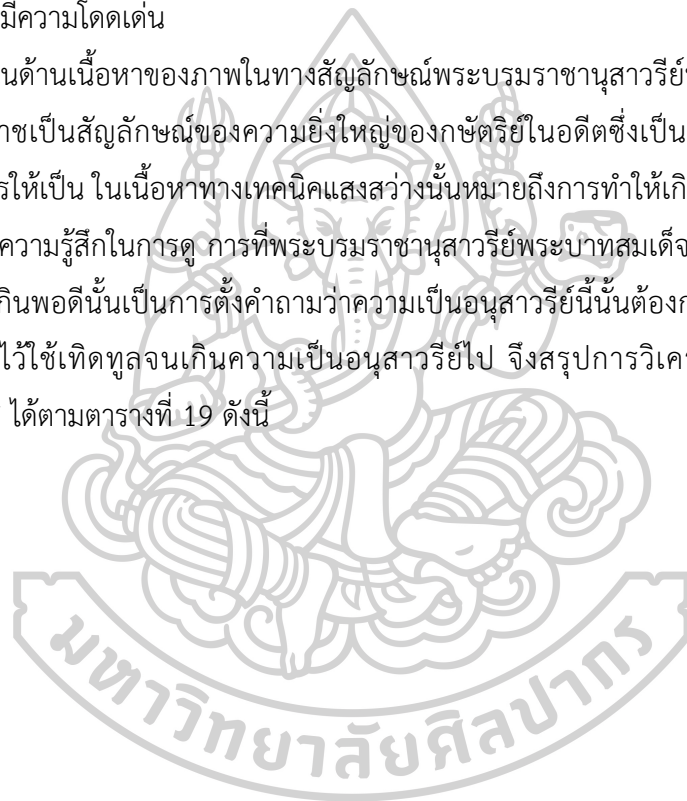 มีความโดดเด่น
นด้านเนื้อหาของภาพในทางสัญลักษณ์พระบรมราชานุสาวรีย์
าชเป็นสัญลักษณ์ของความยิ่งใหญ่ของกษัตริย์ในอดีตซึ่งเป็น
รให้เป็น ในเนื้อหาทางเทคนิคแสงสว่างนั้นหมายถึงการทำให้เกิ
ความรู้สึกในการดู การที่พระบรมราชานุสาวรีย์พระบาทสมเด็จ
กินพอดีนั้นเป็นการตั้งคำถามว่าความเป็นอนุสาวรีย์นี้นั้นต้องก
ไว้ใช้เทิดทูลจนเกินความเป็นอนุสาวรีย์ไป จึงสรุปการวิเคร
ได้ตามตารางที่ 19 ดังนี้
มหาวิทยาลัยศิลปากร